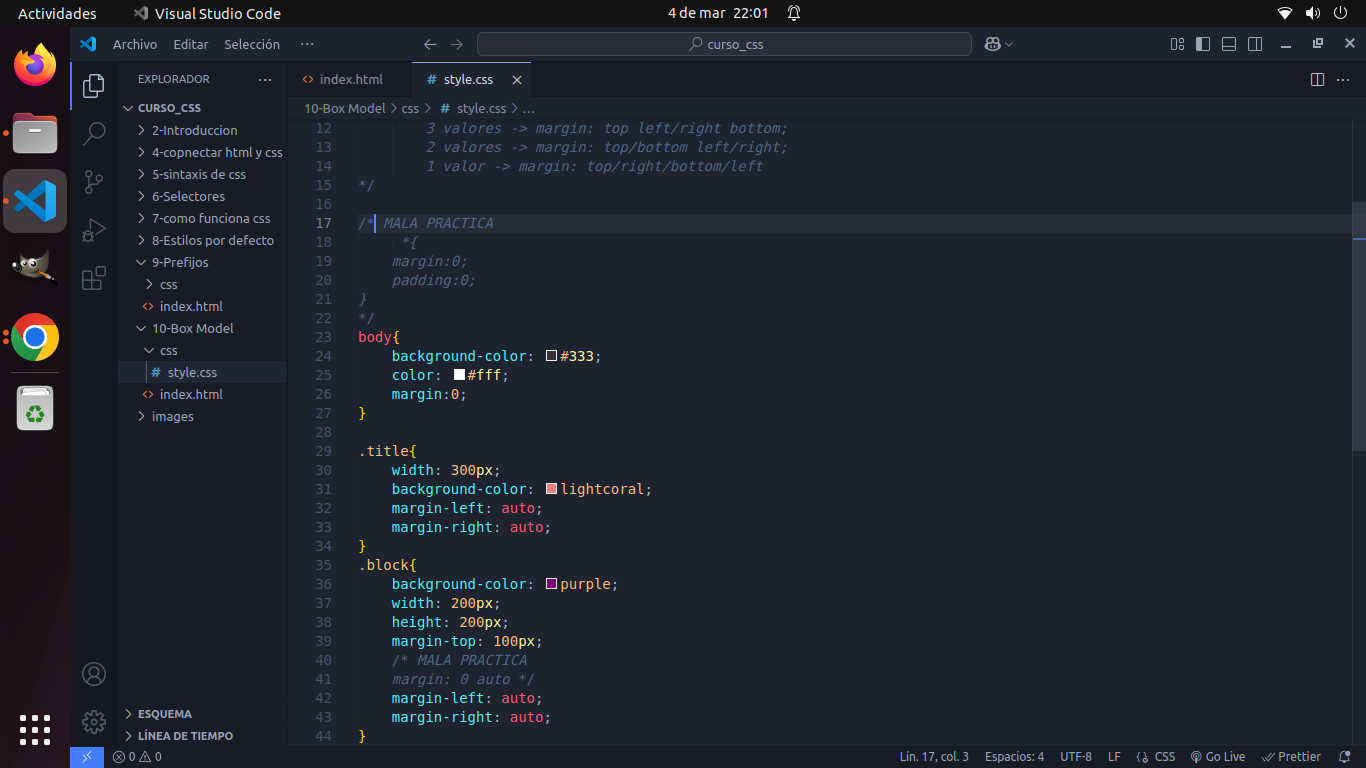 Actividades
Visual Studio Code
4 de mar 22:01
Archivo Editar Selección ···
curso_css
EXPLORADOR ···
CURSO_CSS
2-Introduccion
4-copnectar html y css
5-sintaxis de css
6-Selectores
7-como funciona css
8-Estilos por defecto
9-Prefijos
css
index.html
10-Box Model
css
# style.css
index.html
images
ESQUEMA
LÍNEA DE TIEMPO
index.html
# style.css
10-Box Model > css > # style.css > ...
12 3 valores -> margin: top left/right bottom;
13 2 valores -> margin: top/bottom left/right;
14 1 valor -> margin: top/right/bottom/left
15 */
16
17 /* MALA PRACTICA
18 *{
19 margin:0;
20 padding:0;
21 }
22 */
23 body{
24 background-color: #333;
25 color: #fff;
26 margin:0;
27 }
28
29 .title{
30 width: 300px;
31 background-color: lightcoral;
32 margin-left: auto;
33 margin-right: auto;
34 }
35 .block{
36 background-color: purple;
37 width: 200px;
38 height: 200px;
39 margin-top: 100px;
40 /* MALA PRACTICA
41 margin: 0 auto */
42 margin-left: auto;
43 margin-right: auto;
44 }
0 0
Lín. 17, col. 3
Espacios: 4
UTF-8
LF
{} CSS
Go Live
Prettier